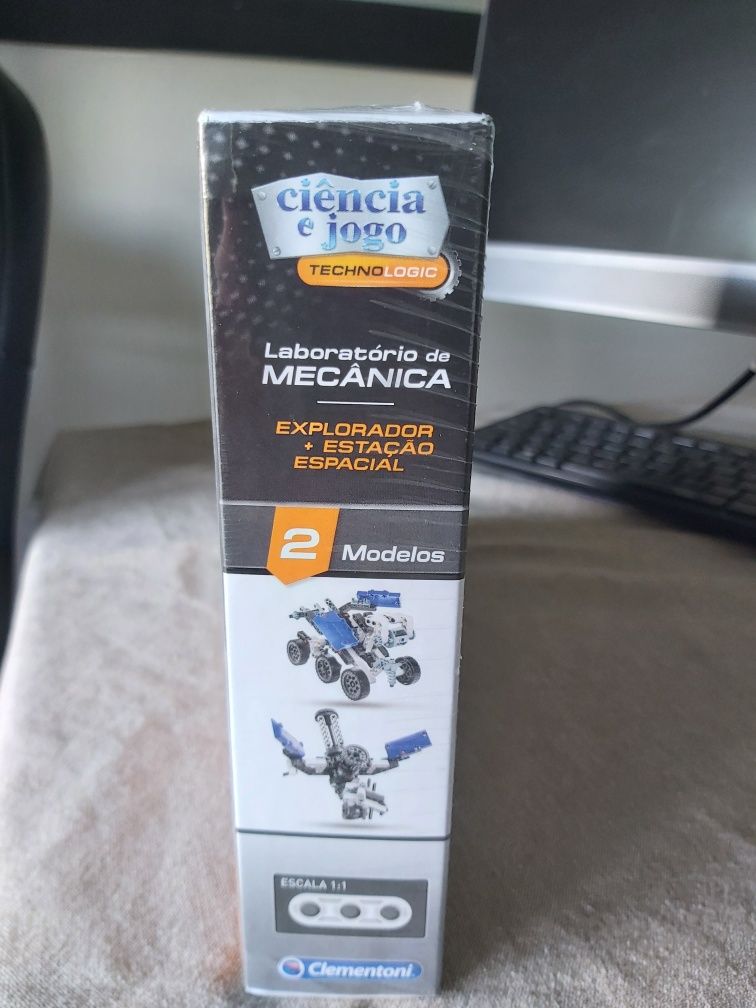 ciência
e jogo
TECHNOLOGIC
Laboratório de
MECÂNICA
EXPLORADOR
+ ESTAÇÃO
ESPACIAL
2 Modelos
ESCALA 1:1
Clementoni